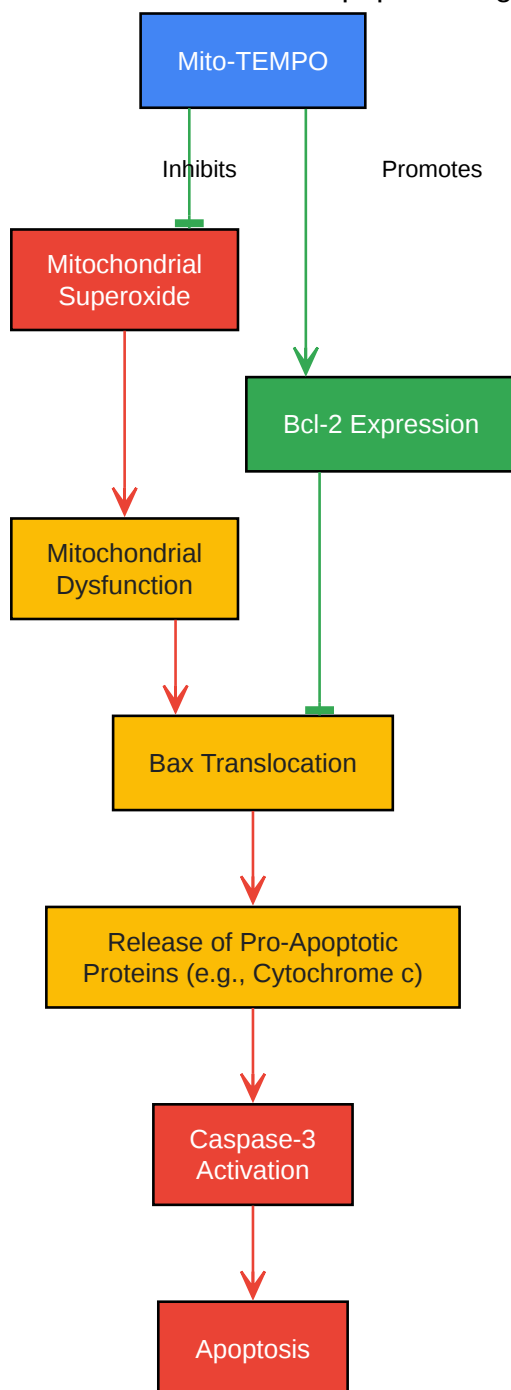 Mito-TEMPO
Inhibits
Promotes
Mitochondrial
Superoxide
Bcl-2 Expression
Mitochondrial
Dysfunction
Bax Translocation
Release of Pro-Apoptotic
Proteins (e.g., Cytochrome c)
Caspase-3
Activation
Apoptosis